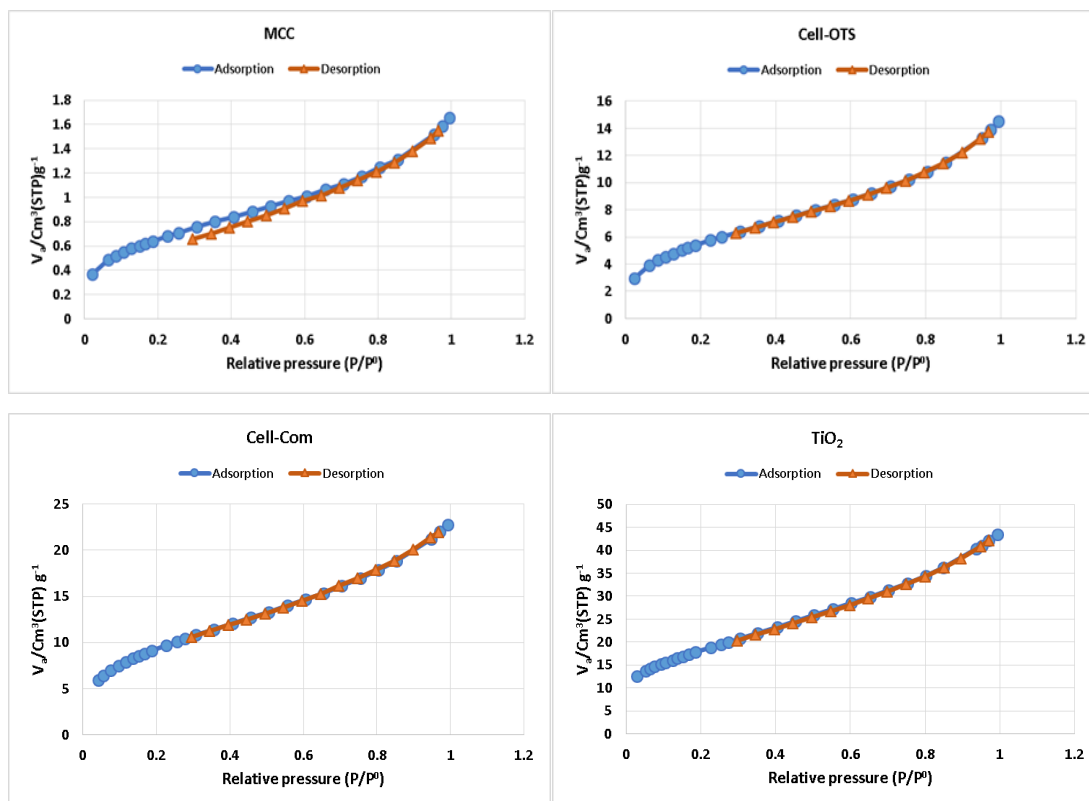 MCC
Adsorption Desorption
Vₐ/Cm³(STP)g⁻¹
1.8
1.6
1.4
1.2
1
0.8
0.6
0.4
0.2
0
0 0.2 0.4 0.6 0.8 1 1.2
Relative pressure (P/P⁰)
Cell-OTS
Adsorption Desorption
Vₐ/Cm³(STP)g⁻¹
16
14
12
10
8
6
4
2
0
0 0.2 0.4 0.6 0.8 1 1.2
Relative pressure (P/P⁰)
Cell-Com
Adsorption Desorption
Vₐ/Cm³(STP) g⁻¹
25
20
15
10
5
0
0 0.2 0.4 0.6 0.8 1 1.2
Relative pressure (P/P⁰)
TiO₂
Adsorption Desorption
Vₐ/Cm³(STP) g⁻¹
50
45
40
35
30
25
20
15
10
5
0
0 0.2 0.4 0.6 0.8 1 1.2
Relative pressure (P/P⁰)